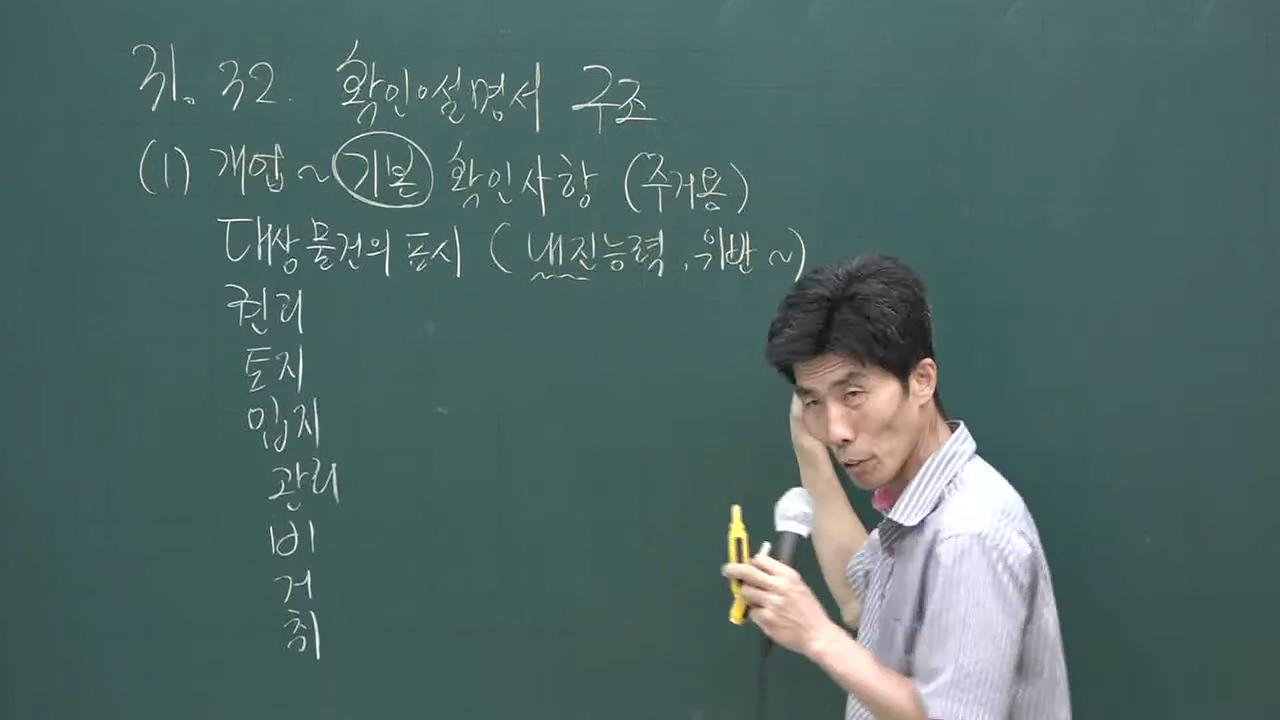 31. 32. 확인·설명서 구조
(1) 개업~기본 확인사항 (주거용)
대상물건의 표시 (내진능력, 위반~)
권리
토지
입지
관리
비
거
취